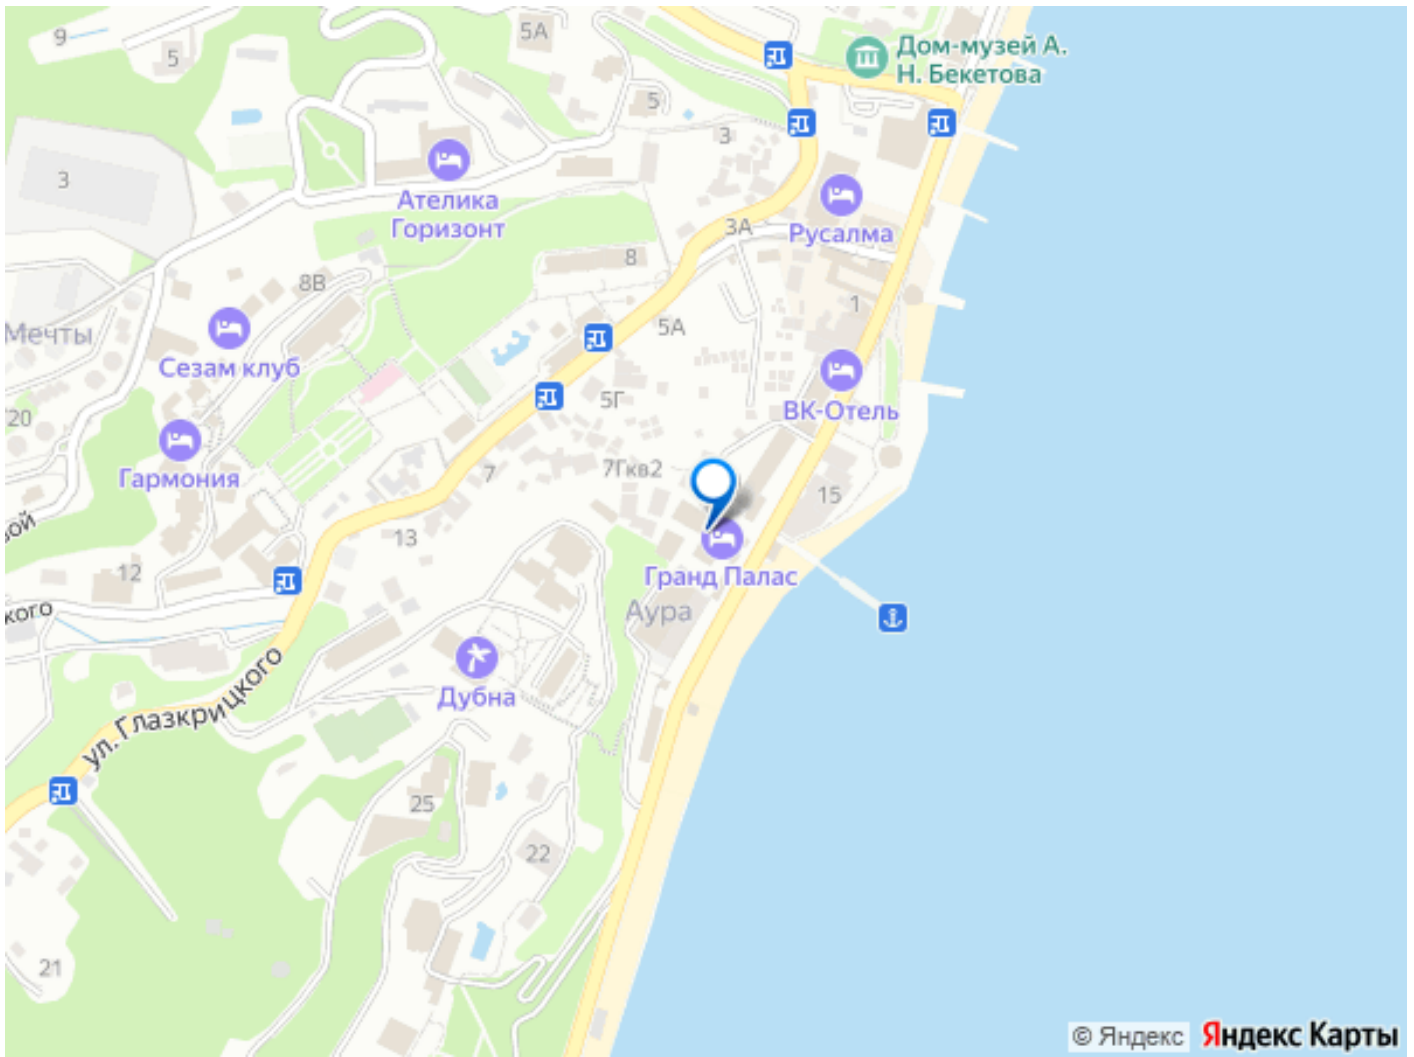 9
5
5А
Дом-музей А.
Н. Бекетова
5
3
3
Ателика
Горизонт
3А
Русалма
8
8В
1
Мечты
5А
Сезам клуб
ВК-Отель
5Г
20
Гармония
7
7Гкв2
15
ой
13
Гранд Палас
12
кого
Аура
Дубна
ул. Глазкрицкого
25
22
21
© Яндекс
Яндекс Карты